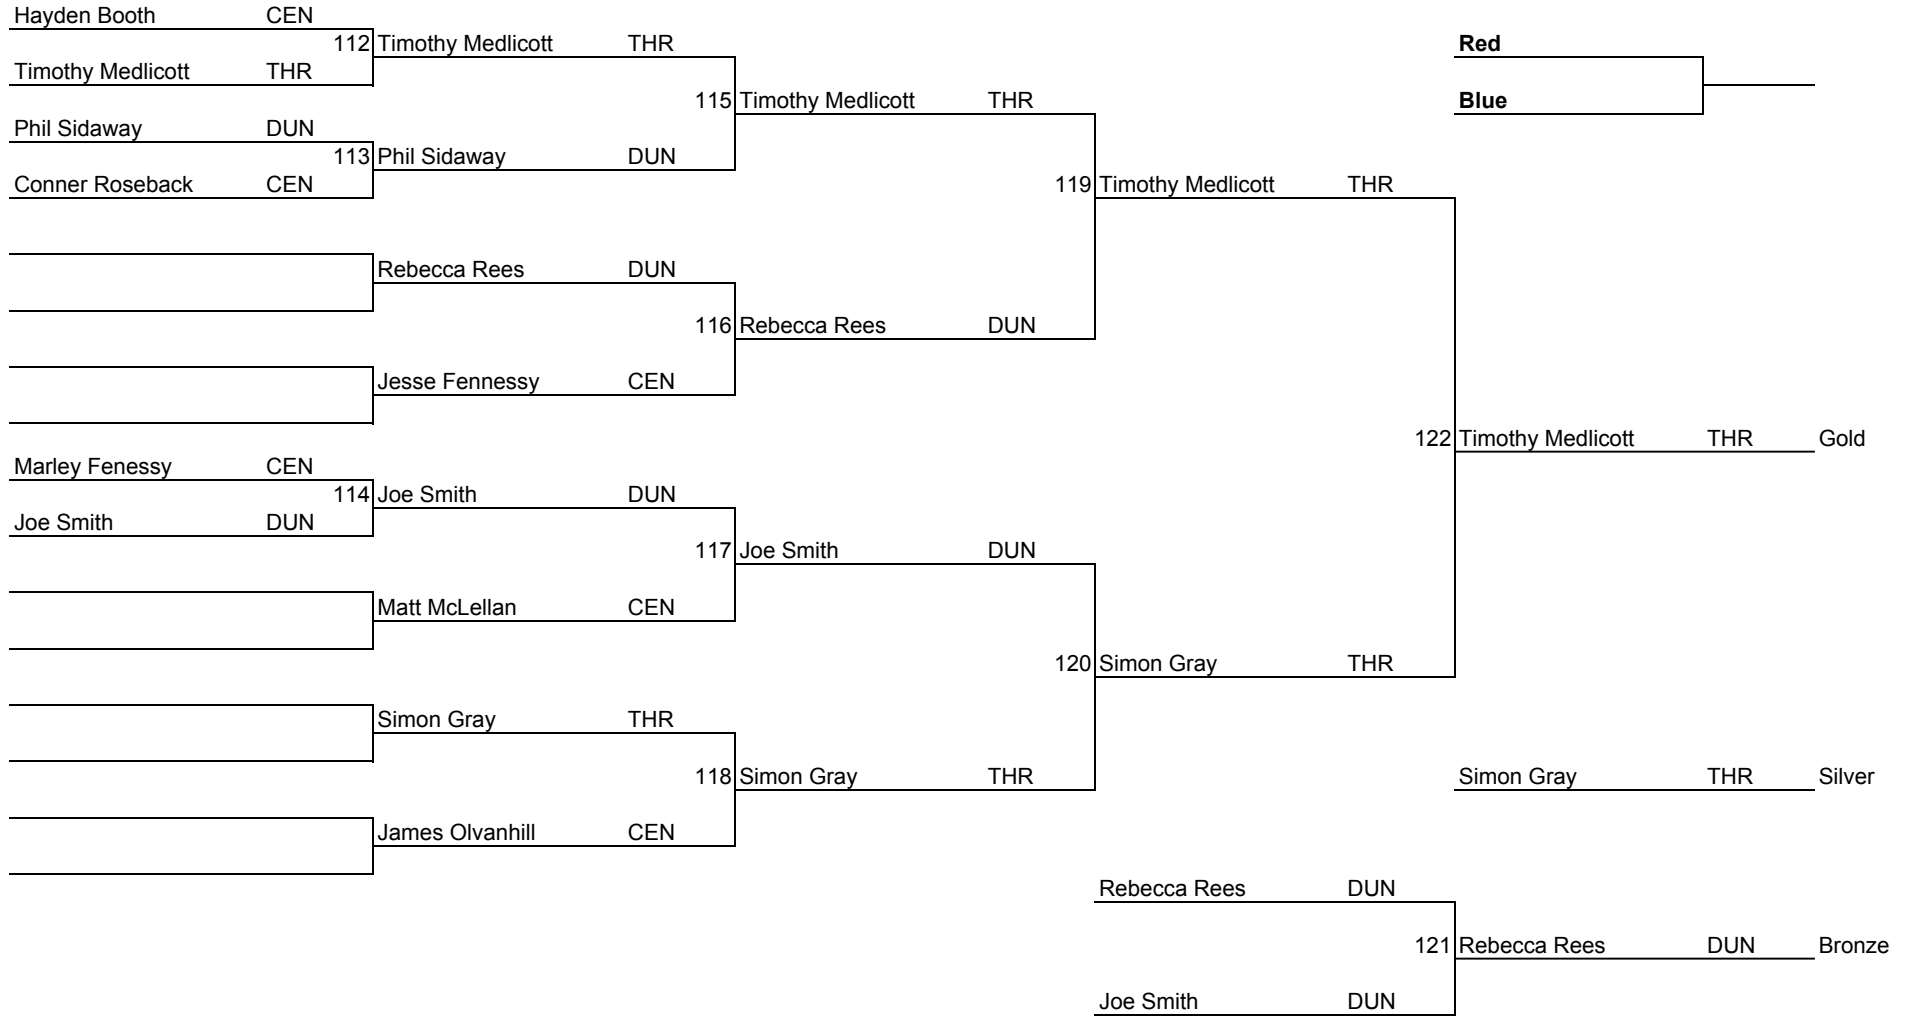 Hayden Booth CEN
112 Timothy Medlicott THR
Red
Timothy Medlicott THR
115 Timothy Medlicott THR
Blue
Phil Sidaway DUN
113 Phil Sidaway DUN
Conner Roseback CEN
119 Timothy Medlicott THR
Rebecca Rees DUN
116 Rebecca Rees DUN
Jesse Fennessy CEN
122 Timothy Medlicott THR Gold
Marley Fenessy CEN
114 Joe Smith DUN
Joe Smith DUN
117 Joe Smith DUN
Matt McLellan CEN
120 Simon Gray THR
Simon Gray THR
118 Simon Gray THR
Simon Gray THR Silver
James Olvanhill CEN
Rebecca Rees DUN
121 Rebecca Rees DUN Bronze
Joe Smith DUN